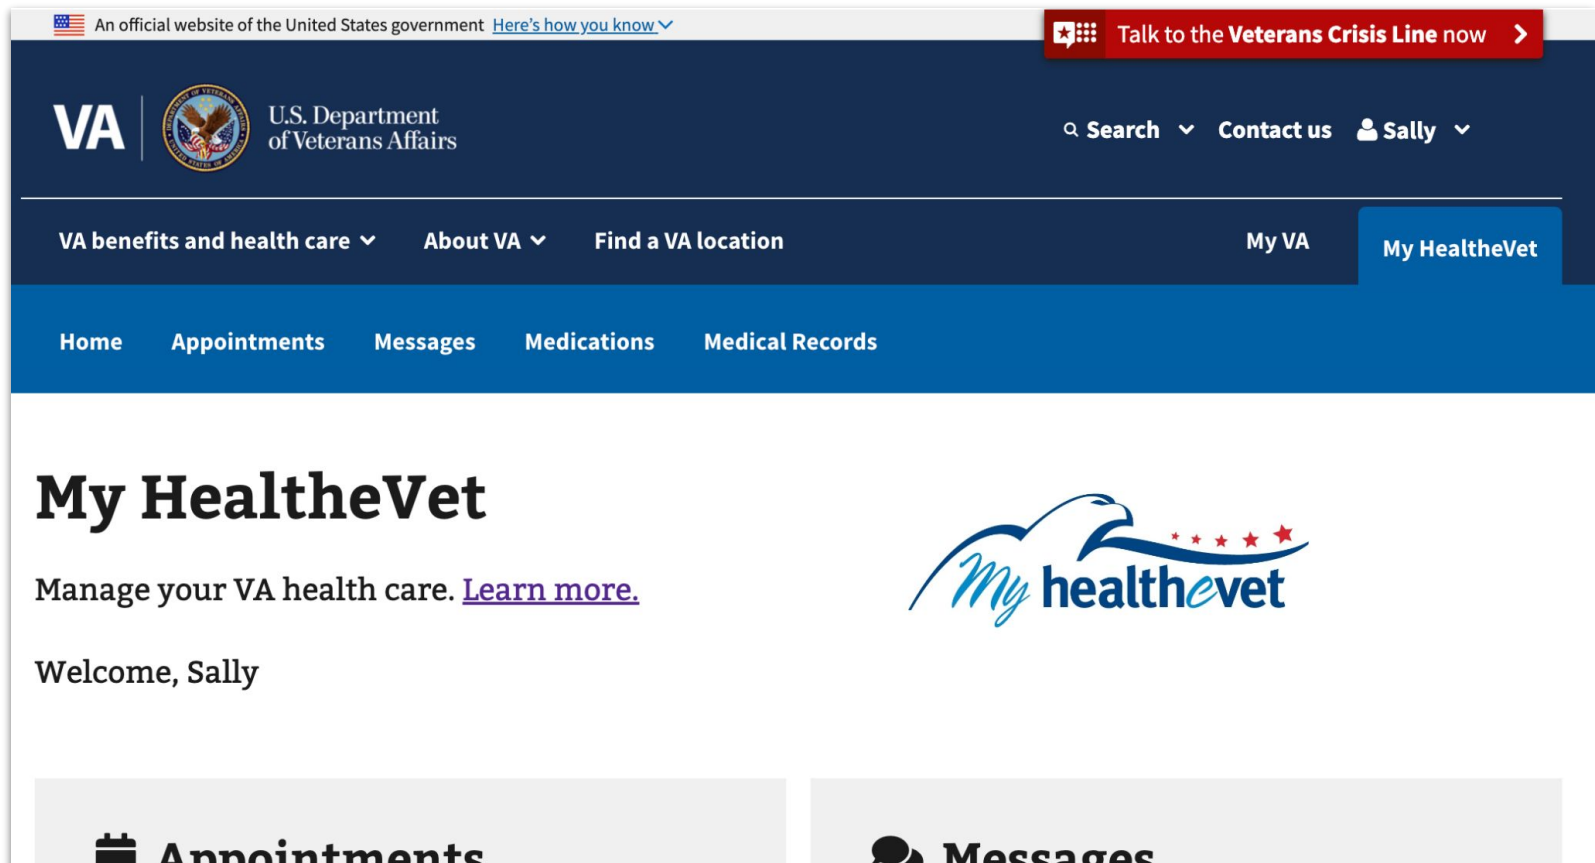 An official website of the United States government Here's how you know
Talk to the Veterans Crisis Line now
VA
U.S. Department
of Veterans Affairs
Search
Contact us
Sally
VA benefits and health care
About VA
Find a VA location
My VA
My HealtheVet
Home
Appointments
Messages
Medications
Medical Records
My HealtheVet
Manage your VA health care. Learn more.
Welcome, Sally
My healthevet
Appointments
Messages